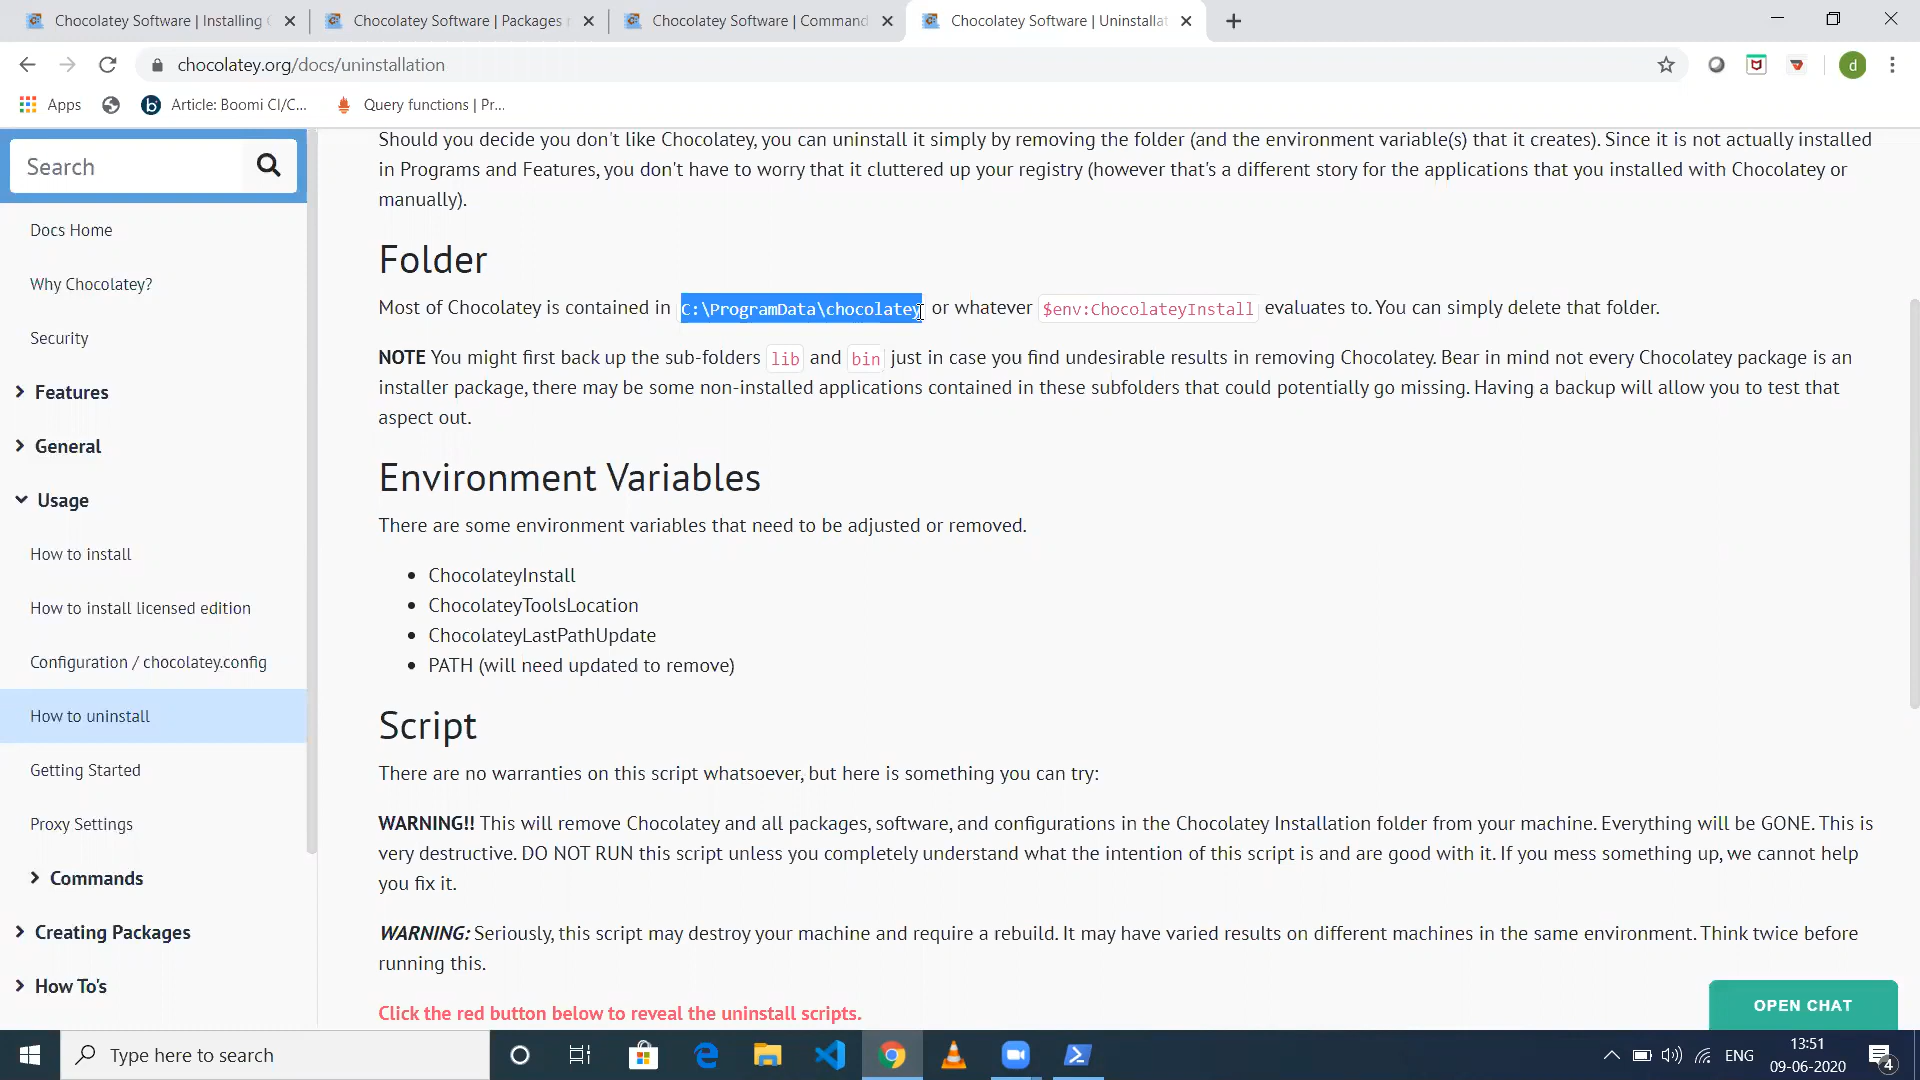 Chocolatey Software | Installing C
Chocolatey Software | Packages m
Chocolatey Software | Command
Chocolatey Software | Uninstallat
chocolatey.org/docs/uninstallation
d
Apps
Article: Boomi CI/C...
Query functions | Pr...
Search
Docs Home
Why Chocolatey?
Security
Features
General
Usage
How to install
How to install licensed edition
Configuration / chocolatey.config
How to uninstall
Getting Started
Proxy Settings
Commands
Creating Packages
How To's
Should you decide you don't like Chocolatey, you can uninstall it simply by removing the folder (and the environment variable(s) that it creates). Since it is not actually installed
in Programs and Features, you don't have to worry that it cluttered up your registry (however that's a different story for the applications that you installed with Chocolatey or
manually).
Folder
Most of Chocolatey is contained in C:\ProgramData\chocolatey or whatever $env:ChocolateyInstall evaluates to. You can simply delete that folder.
NOTE You might first back up the sub-folders lib and bin just in case you find undesirable results in removing Chocolatey. Bear in mind not every Chocolatey package is an
installer package, there may be some non-installed applications contained in these subfolders that could potentially go missing. Having a backup will allow you to test that
aspect out.
Environment Variables
There are some environment variables that need to be adjusted or removed.
• ChocolateyInstall
• ChocolateyToolsLocation
• ChocolateyLastPathUpdate
• PATH (will need updated to remove)
Script
There are no warranties on this script whatsoever, but here is something you can try:
WARNING!! This will remove Chocolatey and all packages, software, and configurations in the Chocolatey Installation folder from your machine. Everything will be GONE. This is
very destructive. DO NOT RUN this script unless you completely understand what the intention of this script is and are good with it. If you mess something up, we cannot help
you fix it.
WARNING: Seriously, this script may destroy your machine and require a rebuild. It may have varied results on different machines in the same environment. Think twice before
running this.
Click the red button below to reveal the uninstall scripts.
OPEN CHAT
Type here to search
ENG
13:51
09-06-2020
4